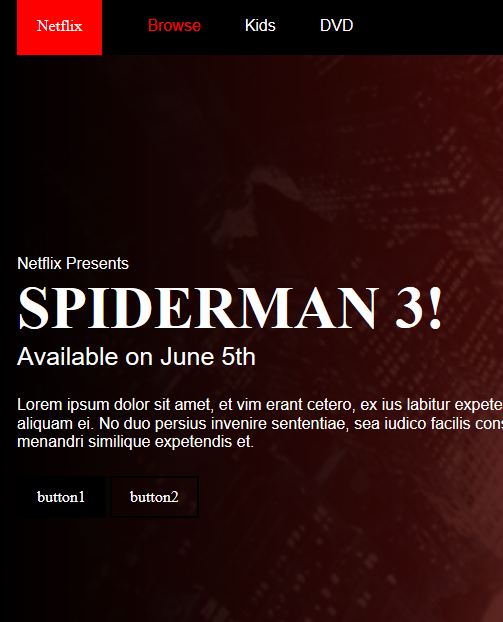 Netflix Browse Kids DVD
Netflix Presents
SPIDERMAN 3!
Available on June 5th
Lorem ipsum dolor sit amet, et vim erant cetero, ex ius labitur expete
aliquam ei. No duo persius invenire sententiae, sea iudico facilis cons
menandri similique expetendis et.
button1 button2